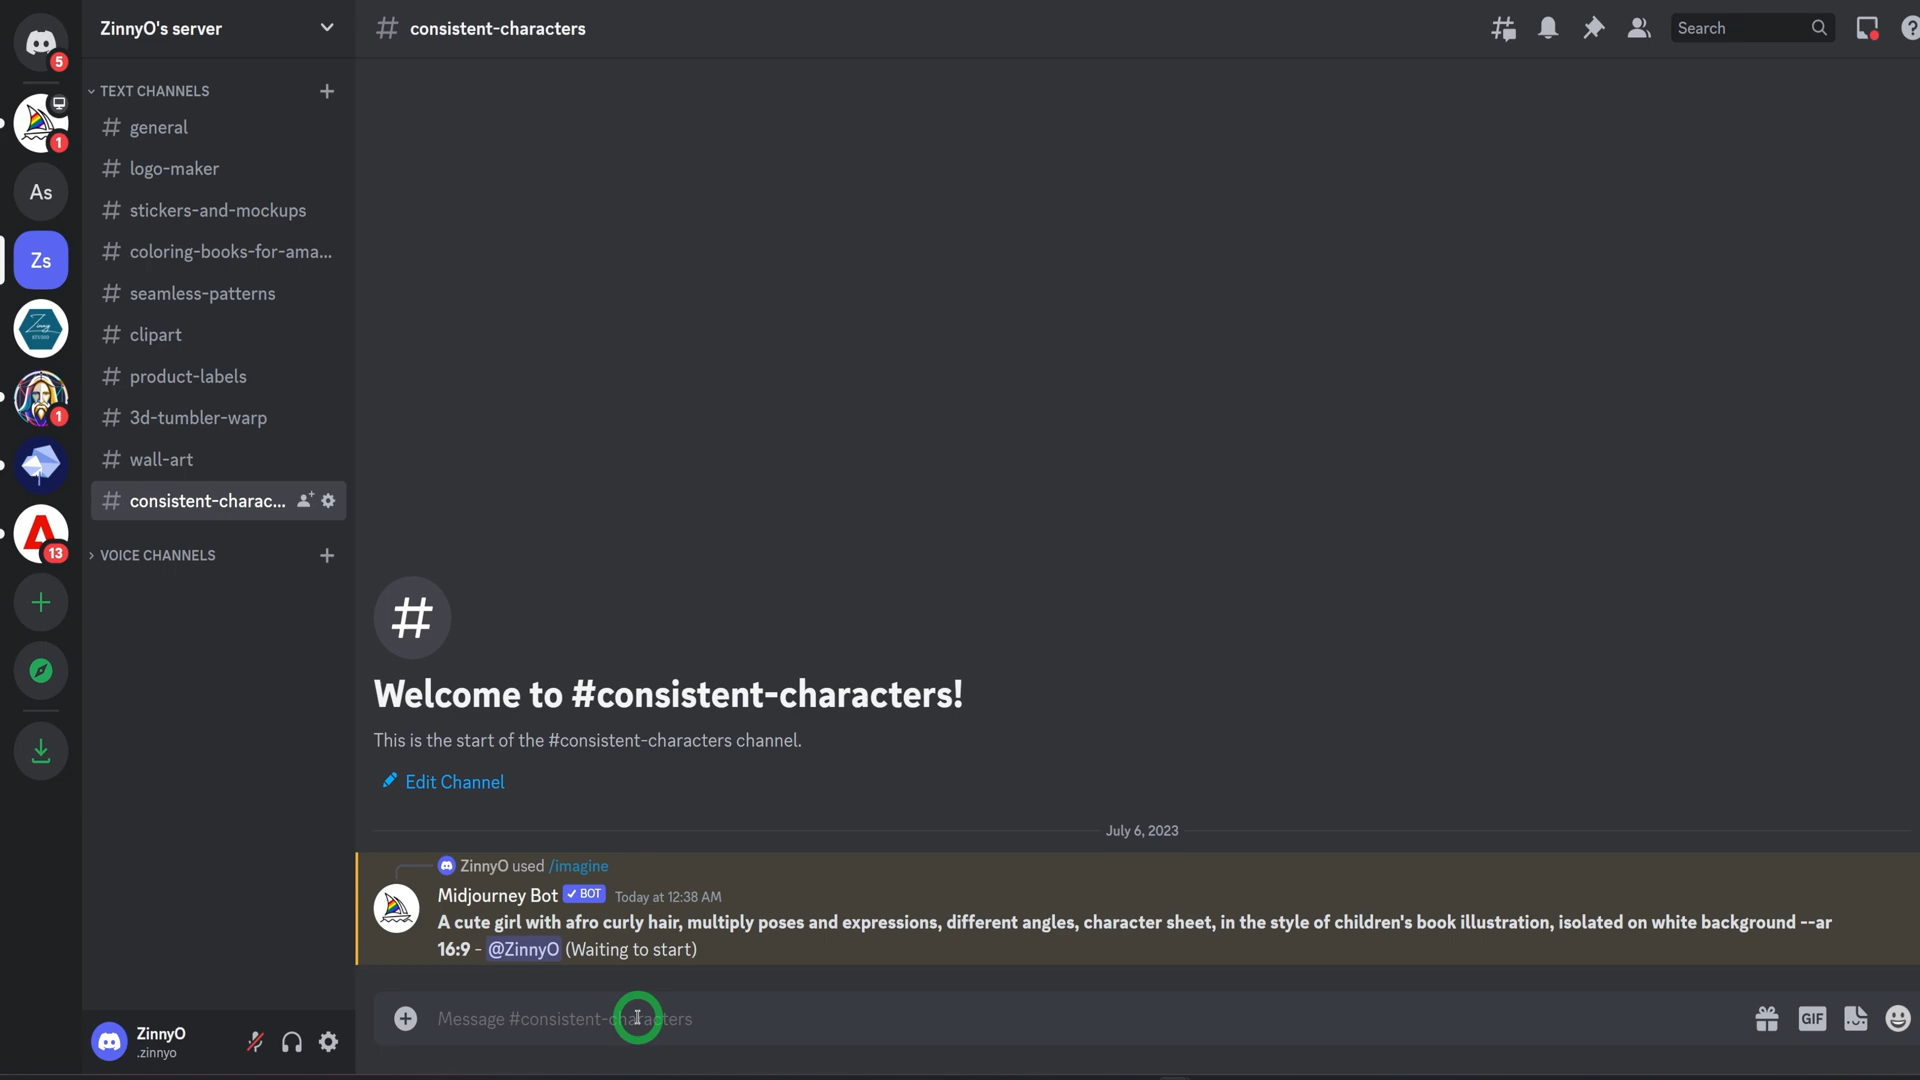 ZinnyO's server
consistent-characters
Search
5
TEXT CHANNELS
general
1
logo-maker
As
stickers-and-mockups
coloring-books-for-ama...
Zs
seamless-patterns
clipart
product-labels
1
3d-tumbler-warp
wall-art
consistent-charac...
13
VOICE CHANNELS
Welcome to #consistent-characters!
This is the start of the #consistent-characters channel.
Edit Channel
July 6, 2023
ZinnyO used /imagine
Midjourney Bot BOT Today at 12:38 AM
A cute girl with afro curly hair, multiply poses and expressions, different angles, character sheet, in the style of children's book illustration, isolated on white background --ar
16:9 - @ZinnyO (Waiting to start)
Message #consistent-characters
GIF
ZinnyO
.zinnyo